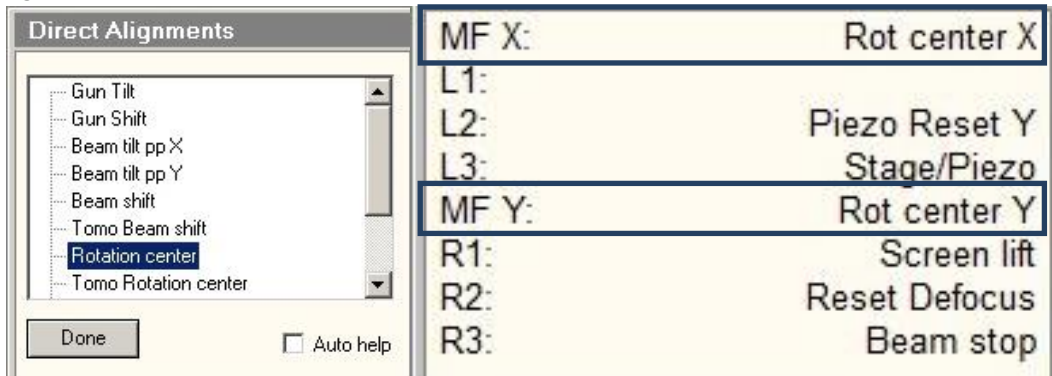 Direct Alignments
Gun Tilt
Gun Shift
Beam tilt pp X
Beam tilt pp Y
Beam shift
Tomo Beam shift
Rotation center
Tomo Rotation center
Done
Auto help
MF X: Rot center X
L1:
L2: Piezo Reset Y
L3: Stage/Piezo
MF Y: Rot center Y
R1: Screen lift
R2: Reset Defocus
R3: Beam stop